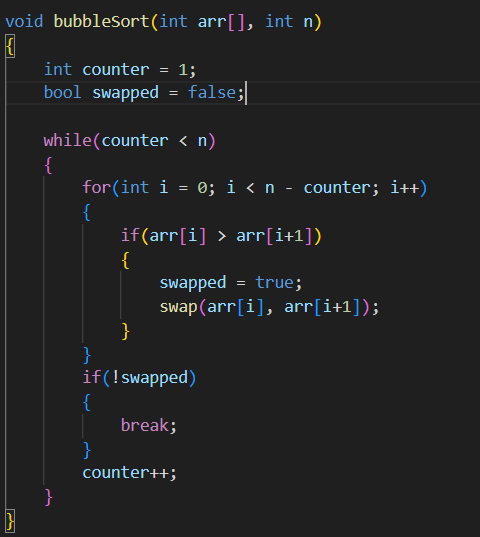 void bubbleSort(int arr[], int n)
{
    int counter = 1;
    bool swapped = false;

    while(counter < n)
    {
        for(int i = 0; i < n - counter; i++)
        {
            if(arr[i] > arr[i+1])
            {
                swapped = true;
                swap(arr[i], arr[i+1]);
            }
        }
        if(!swapped)
        {
            break;
        }
        counter++;
    }
}